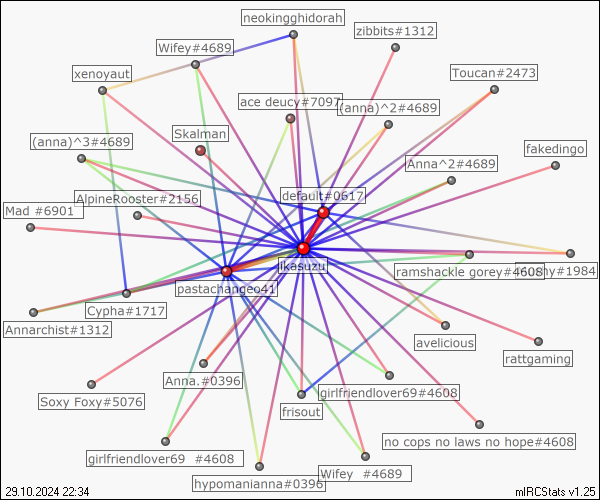 neokingghidorah
zibbits#1312
Wifey#4689
xenoyaut
Toucan#2473
ace deucy#7097
(anna)^2#4689
Skalman
(anna)^3#4689
fakedingo
Anna^2#4689
AlpineRooster#2156
default#0617
Mad #6901
likasuzu
ramshackle gorey#4608
#1984
pastachangeo41
Cypha#1717
Annarchist#1312
avelicious
rattgaming
Anna.#0396
girlfriendlover69#4608
Soxy Foxy#5076
frisout
no cops no laws no hope#4608
girlfriendlover69 #4608
Wifey #4689
hypomanianna#0396
29.10.2024 22:34
mIRCStats v1.25